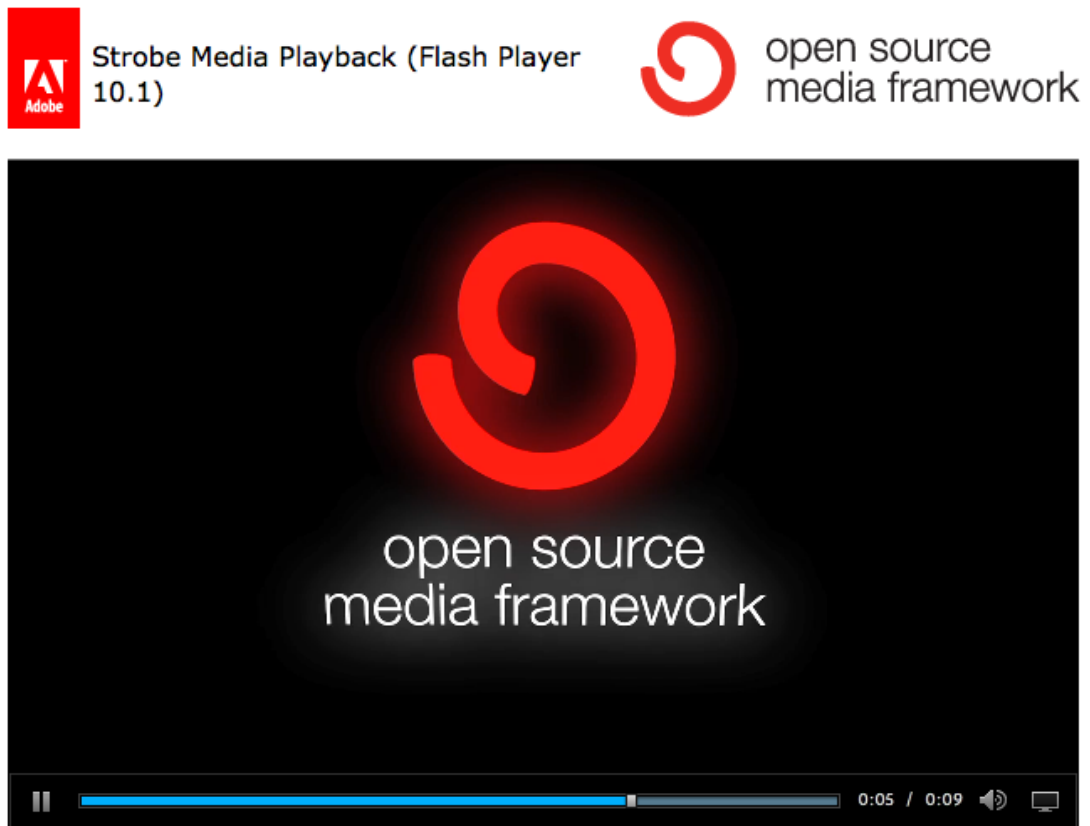 Adobe
Strobe Media Playback (Flash Player
10.1)
open source
media framework
open source
media framework
0:05 / 0:09